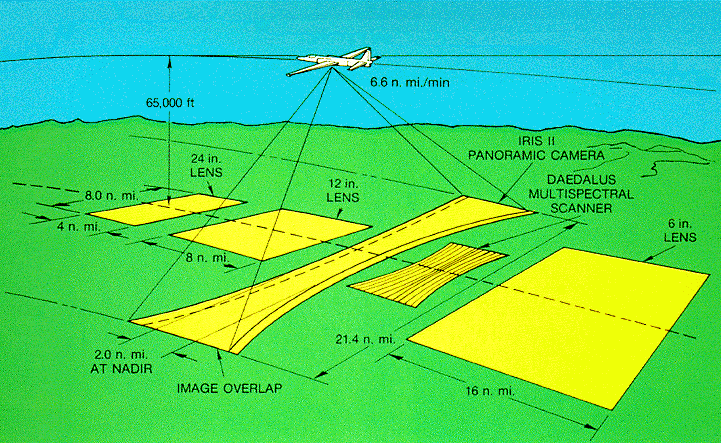 6.6 n. mi./min
65,000 ft
IRIS II
PANORAMIC CAMERA
24 in.
LENS
12 in.
LENS
DAEDALUS
MULTISPECTRAL
SCANNER
8.0 n. mi.
4 n. mi.
8 n. mi.
6 in.
LENS
2.0 n. mi.
AT NADIR
IMAGE OVERLAP
21.4 n. mi.
16 n. mi.